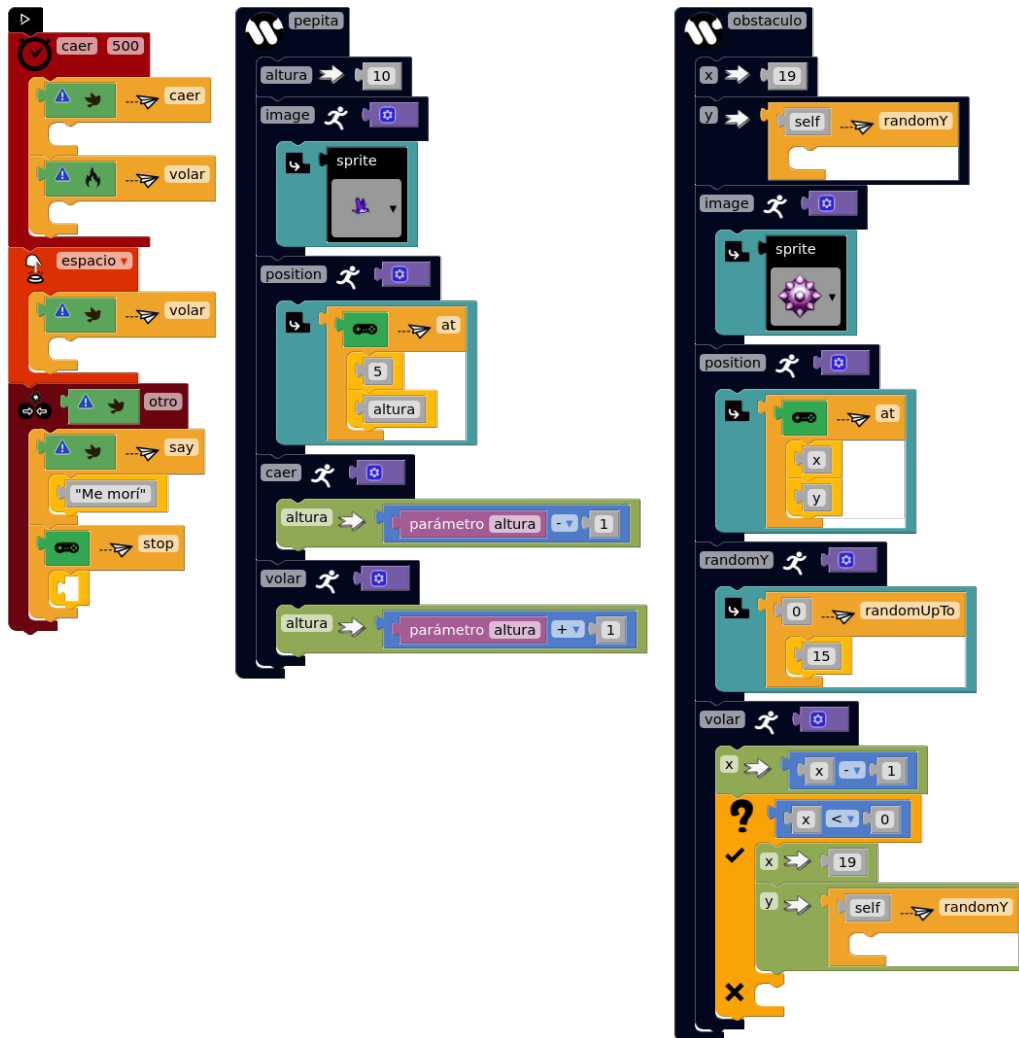 caer 500
caer
volar
espacio
volar
otro
say
"Me morí"
stop
pepita
altura 10
image
sprite
position
at
5
altura
caer
altura parámetro altura - 1
volar
altura parámetro altura + 1
obstaculo
x 19
y self randomY
image
sprite
position
at
x
y
randomY
0 randomUpTo
15
volar
x x - 1
? x < 0
x 19
y self randomY